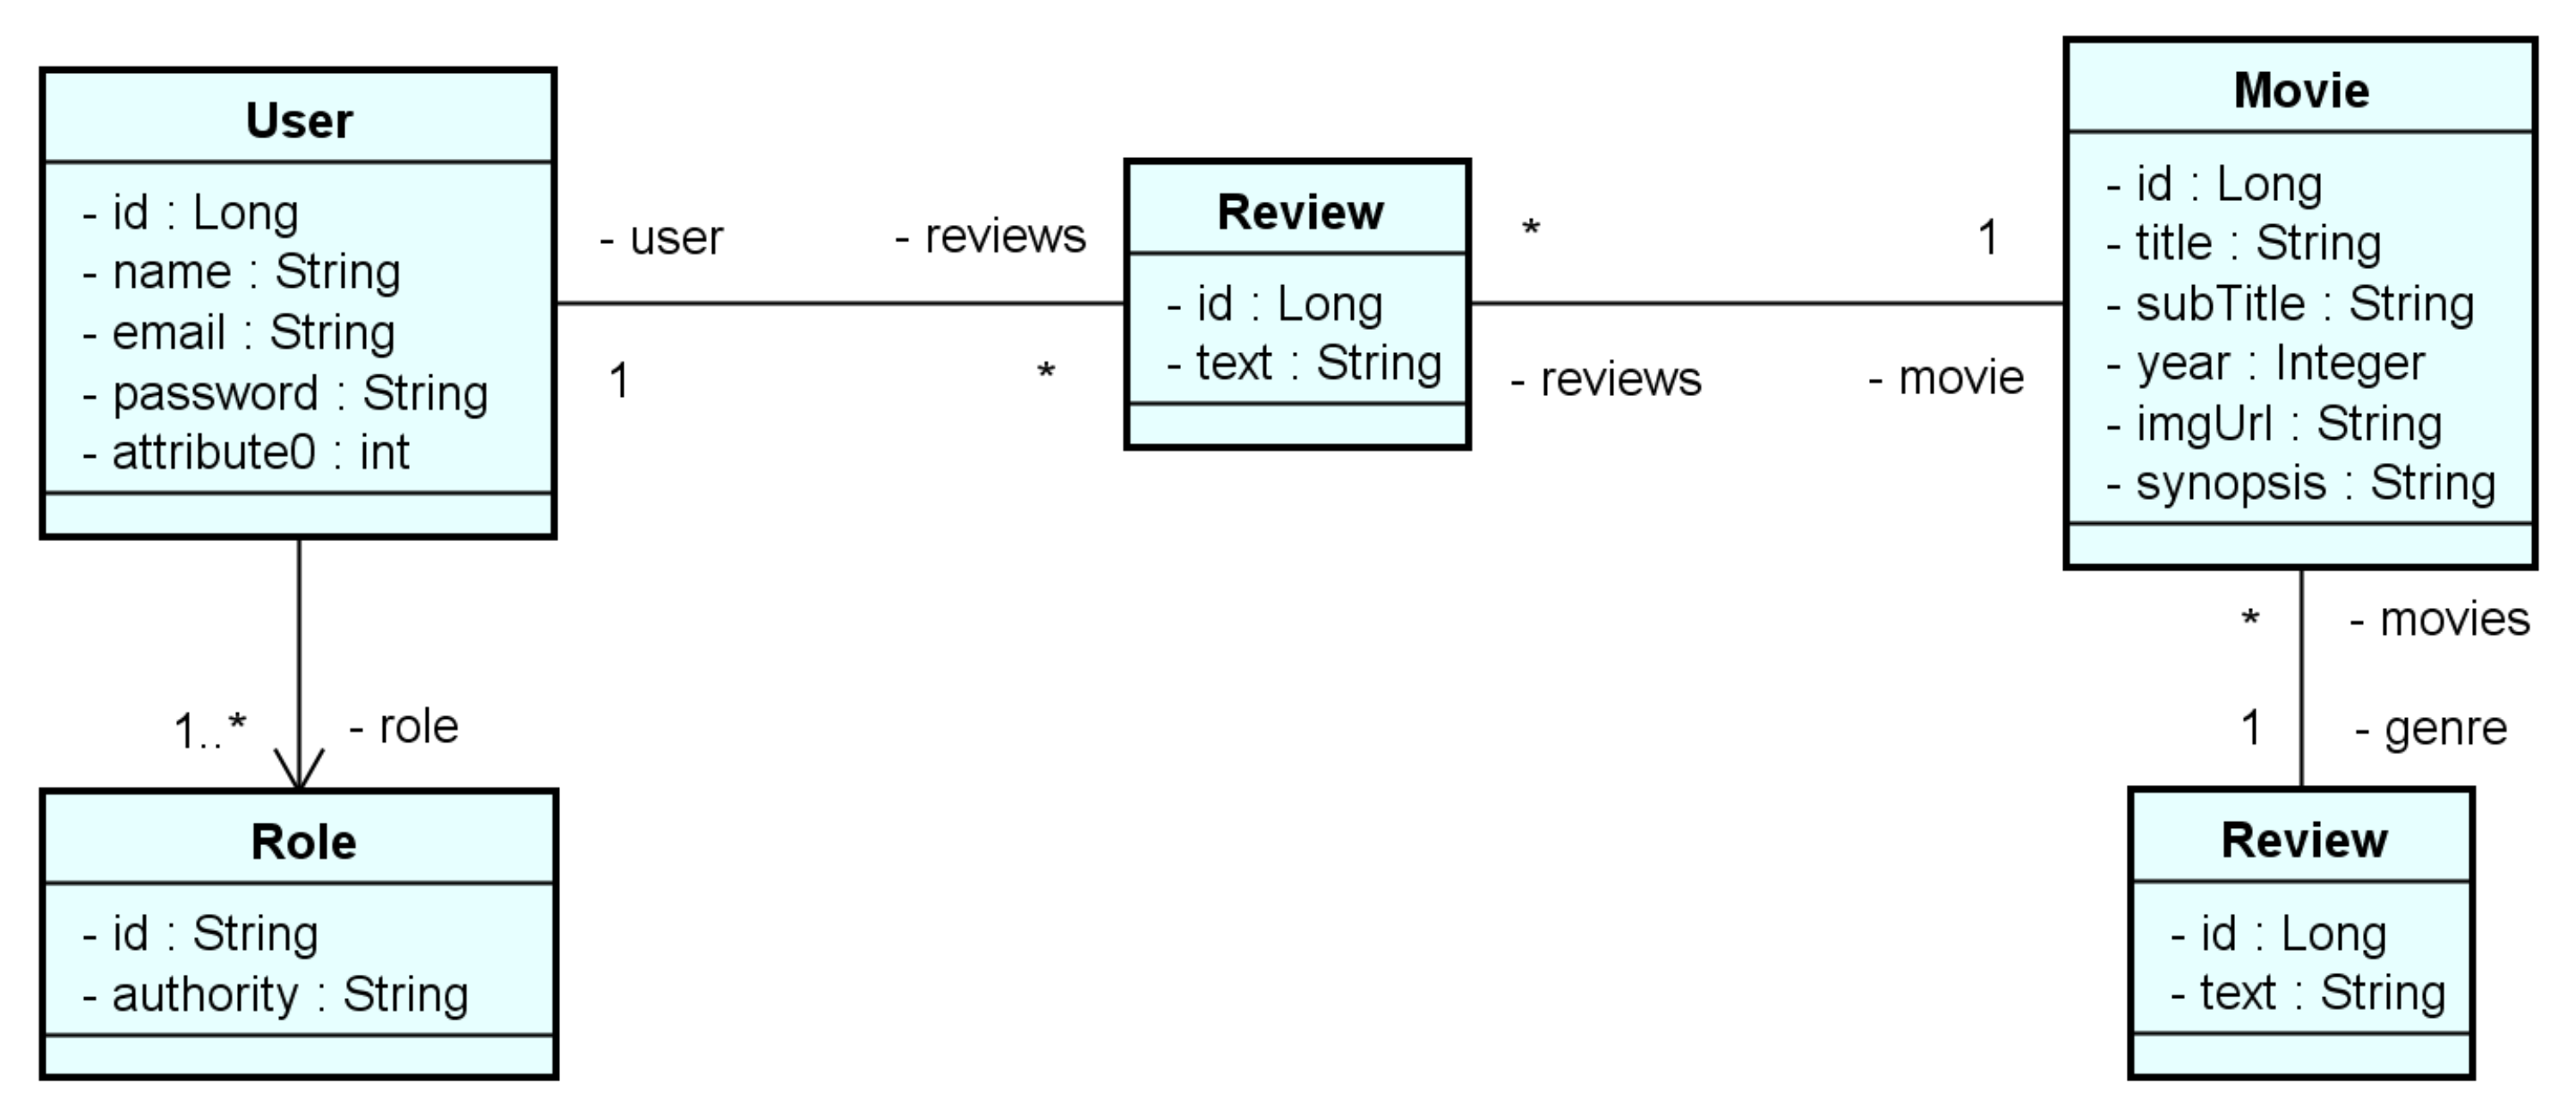 User
- id : Long
- name : String
- email : String
- password : String
- attribute0 : int
- user
- reviews
1
*
Review
- id : Long
- text : String
*
1
- reviews
- movie
Movie
- id : Long
- title : String
- subTitle : String
- year : Integer
- imgUrl : String
- synopsis : String
1..*
- role
* - movies
1 - genre
Role
- id : String
- authority : String
Review
- id : Long
- text : String